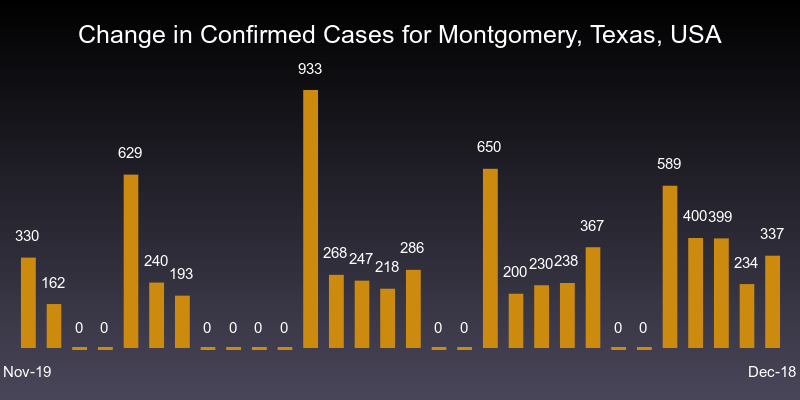 Change in Confirmed Cases for Montgomery, Texas, USA
330 162 0 0 629 240 193 0 0 0 0 933 268 247 218 286 0 0 650 200 230 238 367 0 0 589 400 399 234 337
Nov-19 Dec-18